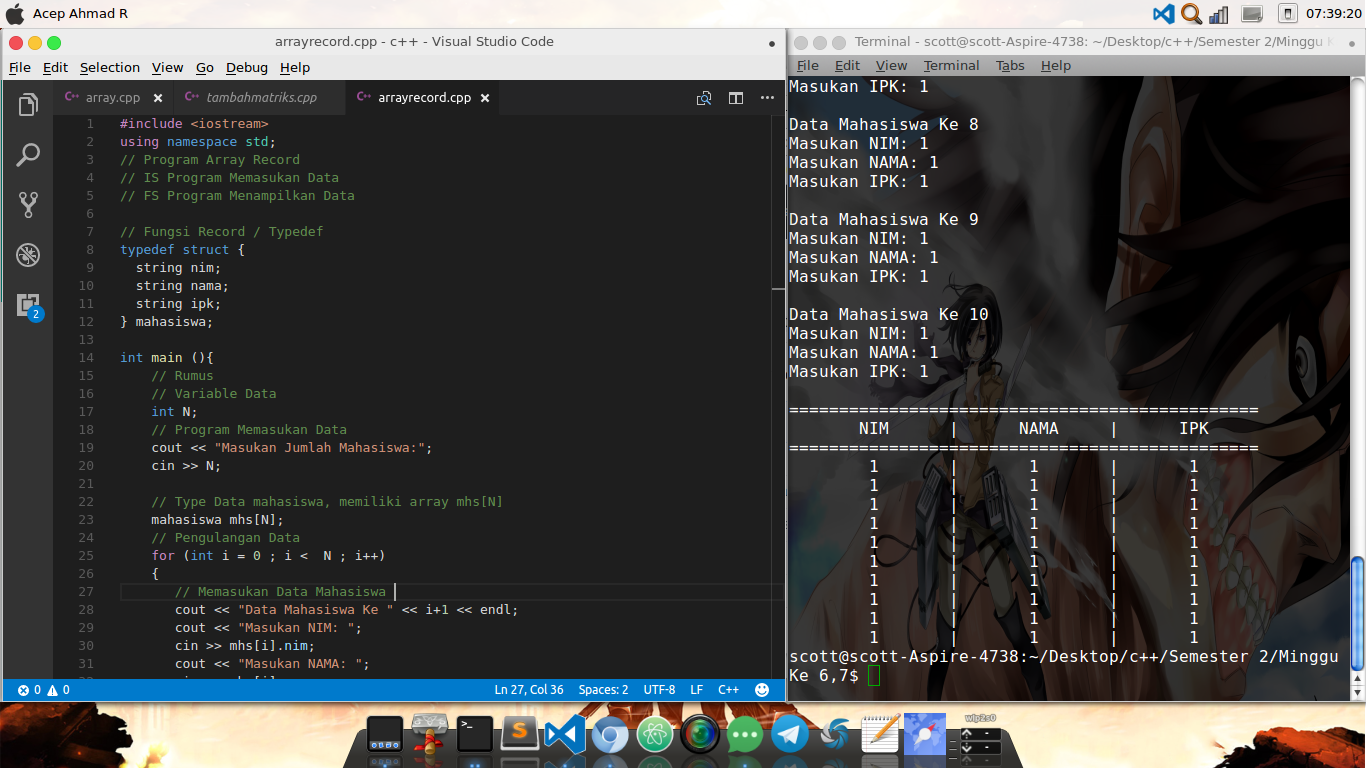 Acep Ahmad R
07:39:20
arrayrecord.cpp - c++ - Visual Studio Code
File Edit Selection View Go Debug Help
array.cpp
tambahmatriks.cpp
arrayrecord.cpp
1 #include <iostream>
2 using namespace std;
3 // Program Array Record
4 // IS Program Memasukan Data
5 // FS Program Menampilkan Data
6
7 // Fungsi Record / Typedef
8 typedef struct {
9 string nim;
10 string nama;
11 string ipk;
12 } mahasiswa;
13
14 int main (){
15 // Rumus
16 // Variable Data
17 int N;
18 // Program Memasukan Data
19 cout << "Masukan Jumlah Mahasiswa:";
20 cin >> N;
21
22 // Type Data mahasiswa, memiliki array mhs[N]
23 mahasiswa mhs[N];
24 // Pengulangan Data
25 for (int i = 0 ; i <  N ; i++)
26 {
27 // Memasukan Data Mahasiswa
28 cout << "Data Mahasiswa Ke " << i+1 << endl;
29 cout << "Masukan NIM: ";
30 cin >> mhs[i].nim;
31 cout << "Masukan NAMA: ";
2
0 0
Ln 27, Col 36 Spaces: 2 UTF-8 LF C++
Terminal - scott@scott-Aspire-4738: ~/Desktop/c++/Semester 2/Minggu
File Edit View Terminal Tabs Help
Masukan IPK: 1
Data Mahasiswa Ke 8
Masukan NIM: 1
Masukan NAMA: 1
Masukan IPK: 1
Data Mahasiswa Ke 9
Masukan NIM: 1
Masukan NAMA: 1
Masukan IPK: 1
Data Mahasiswa Ke 10
Masukan NIM: 1
Masukan NAMA: 1
Masukan IPK: 1
===============================================
NIM | NAMA | IPK
===============================================
1 | 1 | 1
1 | 1 | 1
1 | 1 | 1
1 | 1 | 1
1 | 1 | 1
1 | 1 | 1
1 | 1 | 1
1 | 1 | 1
1 | 1 | 1
1 | 1 | 1
scott@scott-Aspire-4738:~/Desktop/c++/Semester 2/Minggu
Ke 6,7$
wlp2s0